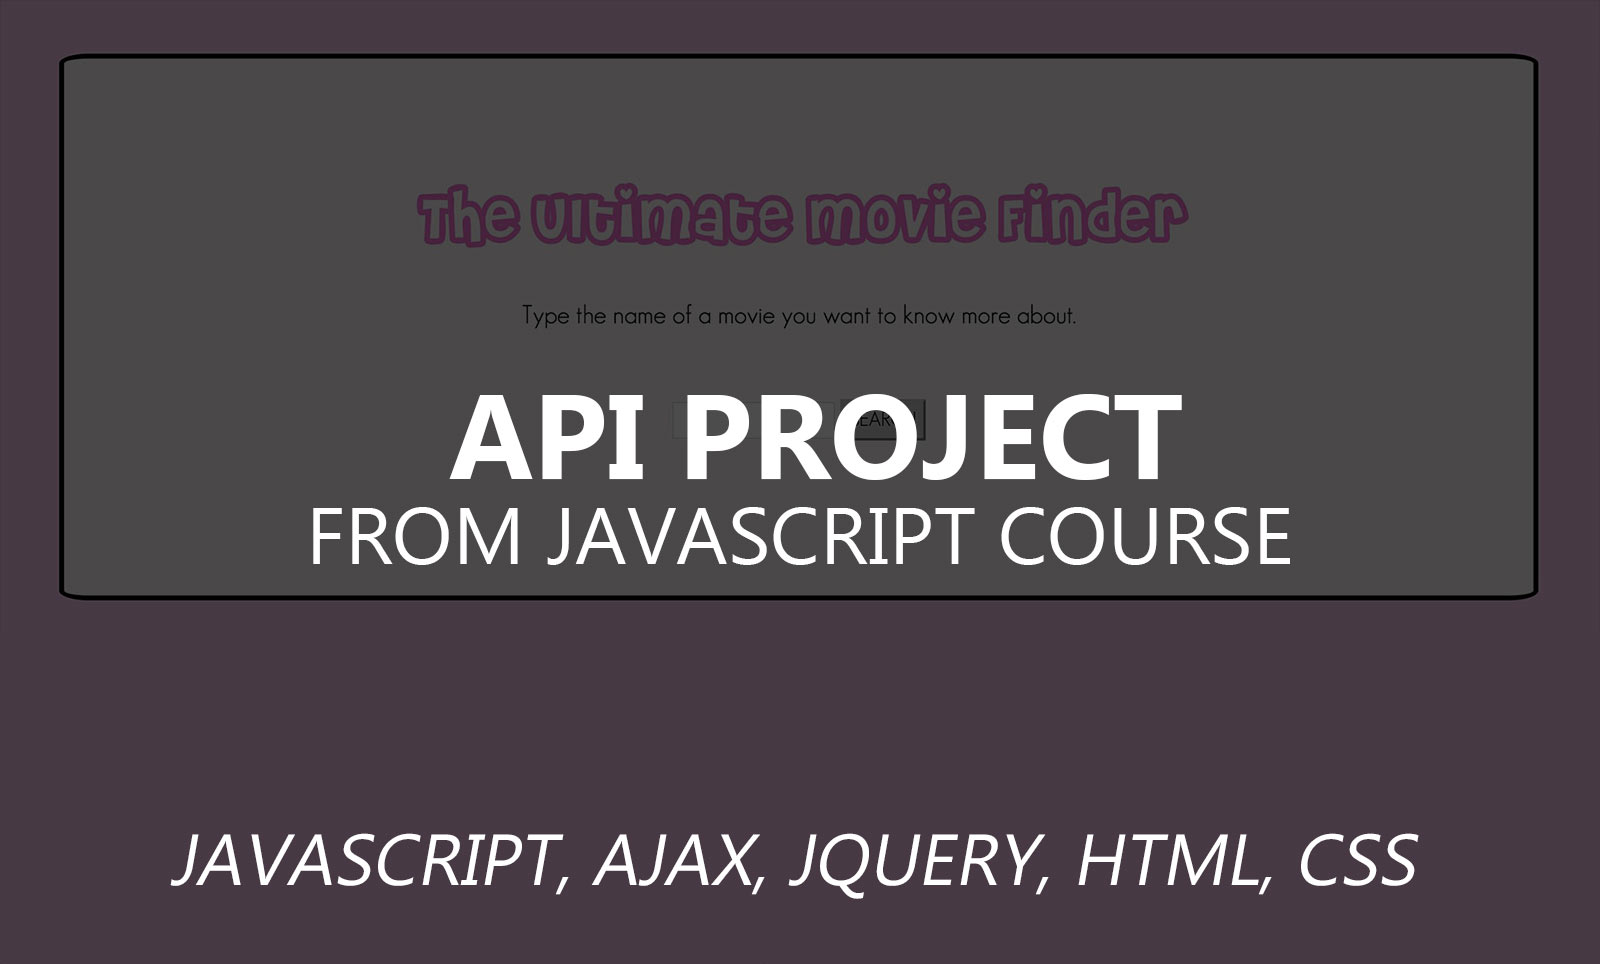 The Ultimate Movie Finder
Type the name of a movie you want to know more about.
SEARCH
API PROJECT
FROM JAVASCRIPT COURSE
JAVASCRIPT, AJAX, JQUERY, HTML, CSS